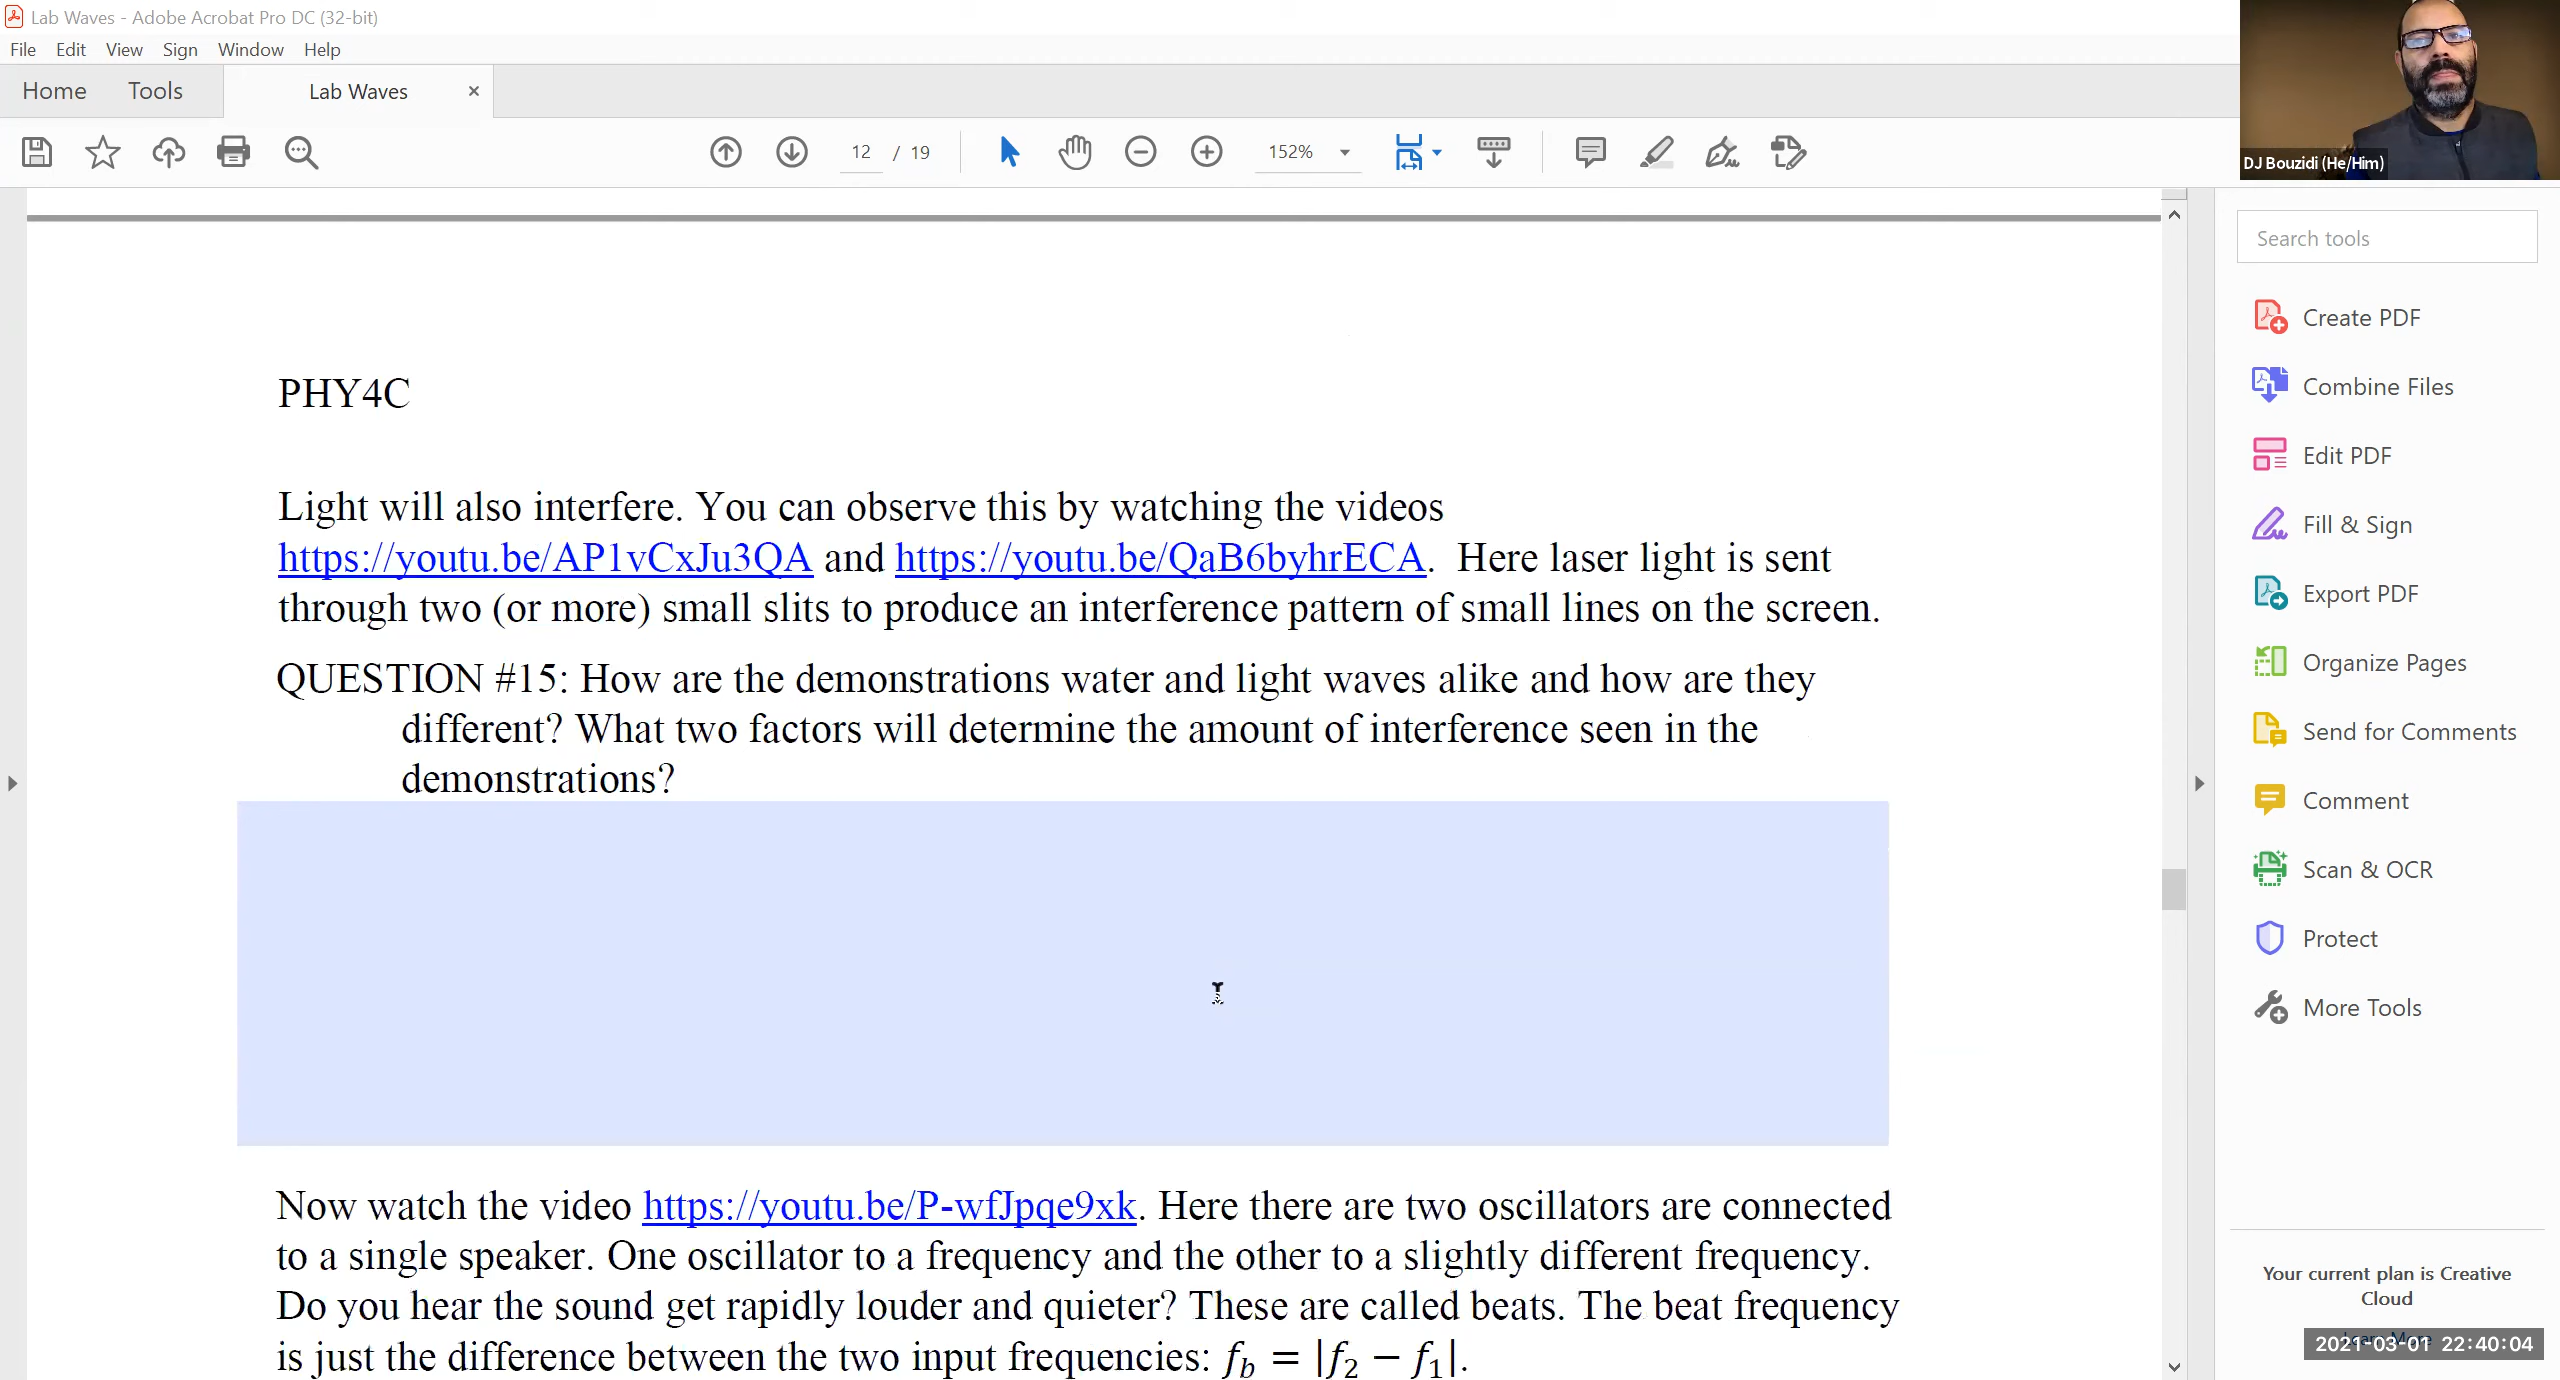 Lab Waves - Adobe Acrobat Pro DC (32-bit)
File Edit View Sign Window Help
Home Tools Lab Waves ×
12 / 19 152%
DJ Bouzidi (He/Him)
PHY4C
Light will also interfere. You can observe this by watching the videos
https://youtu.be/AP1vCxJu3QA and https://youtu.be/QaB6byhrECA. Here laser light is sent
through two (or more) small slits to produce an interference pattern of small lines on the screen.
QUESTION #15: How are the demonstrations water and light waves alike and how are they
different? What two factors will determine the amount of interference seen in the
demonstrations?
Now watch the video https://youtu.be/P-wfJpqe9xk. Here there are two oscillators are connected
to a single speaker. One oscillator to a frequency and the other to a slightly different frequency.
Do you hear the sound get rapidly louder and quieter? These are called beats. The beat frequency
is just the difference between the two input frequencies: f_b = |f_2 − f_1|.
Search tools
Create PDF
Combine Files
Edit PDF
Fill & Sign
Export PDF
Organize Pages
Send for Comments
Comment
Scan & OCR
Protect
More Tools
Your current plan is Creative
Cloud
2021-03-01 22:40:04